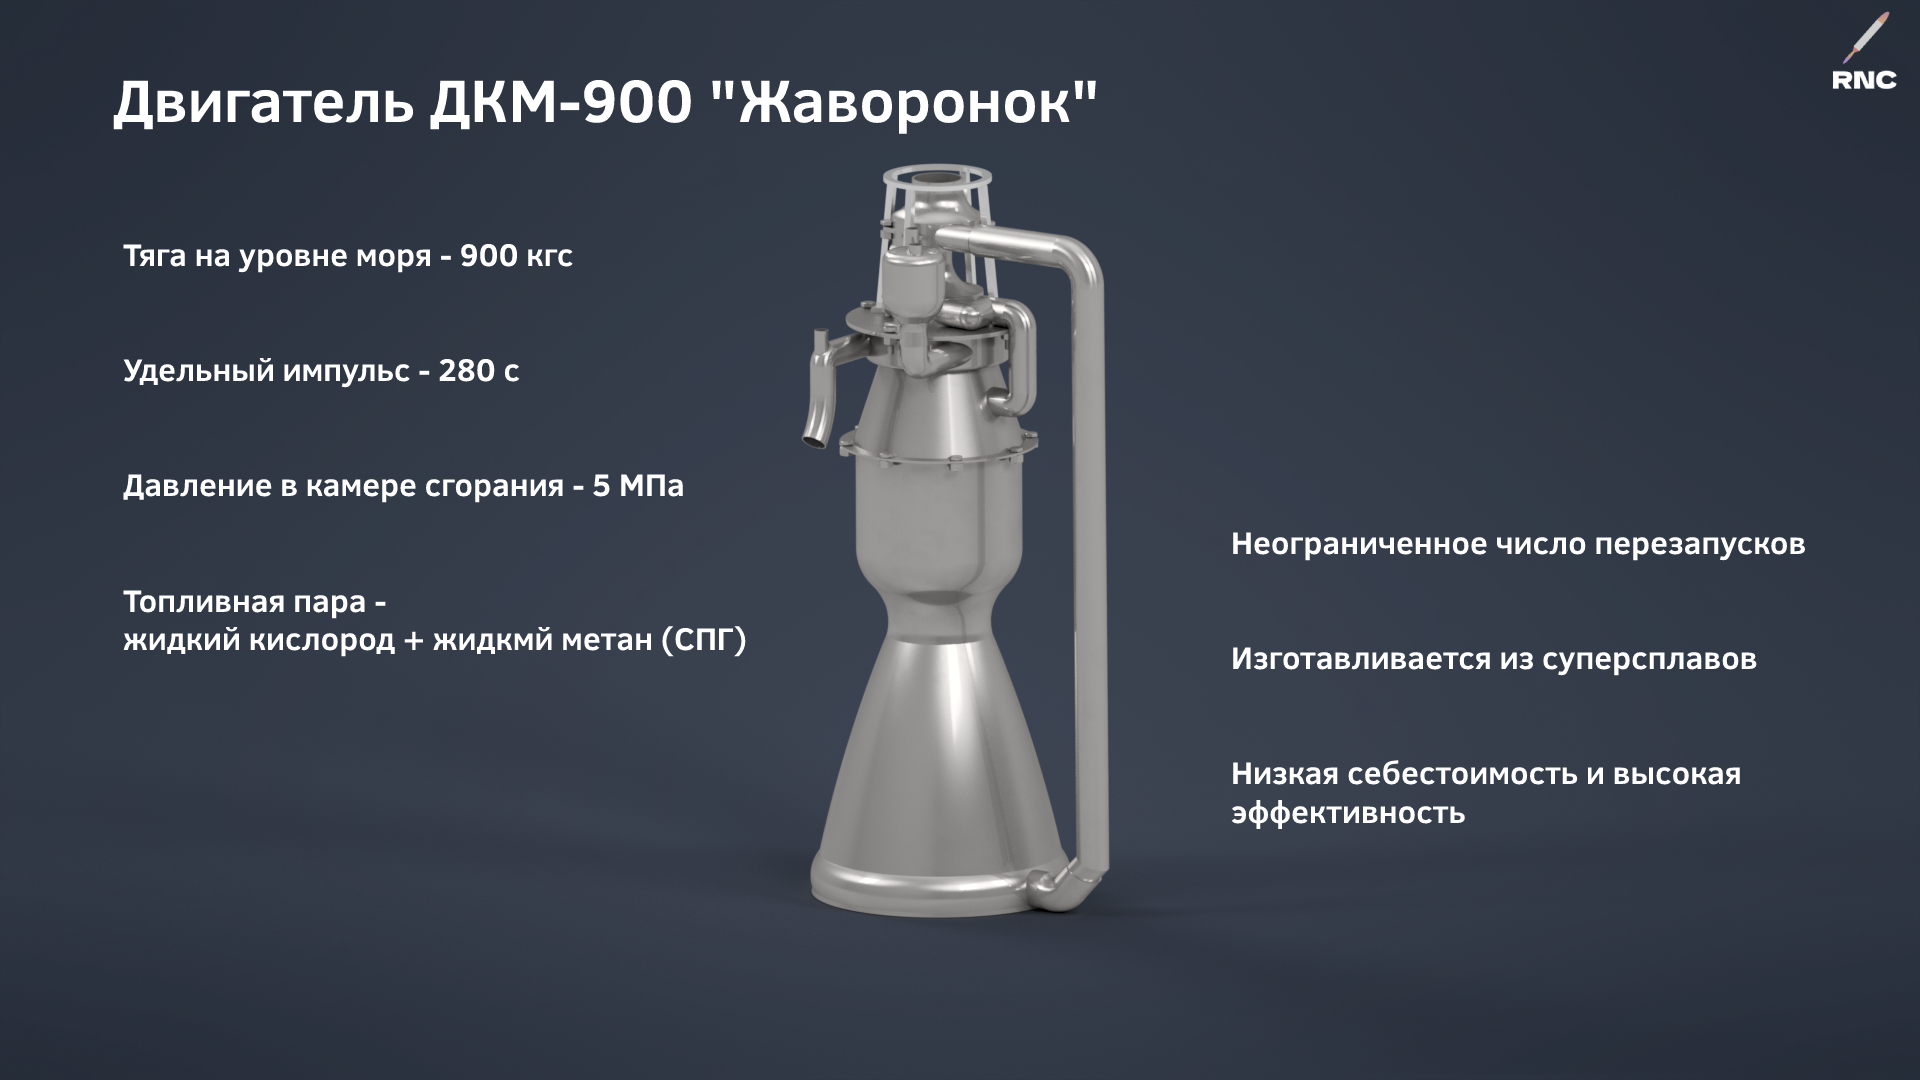 RNC
Двигатель ДКМ-900 "Жаворонок"
Тяга на уровне моря - 900 кгс
Удельный импульс - 280 с
Давление в камере сгорания - 5 МПа
Топливная пара -
жидкий кислород + жидкмй метан (СПГ)
Неограниченное число перезапусков
Изготавливается из суперсплавов
Низкая себестоимость и высокая
эффективность